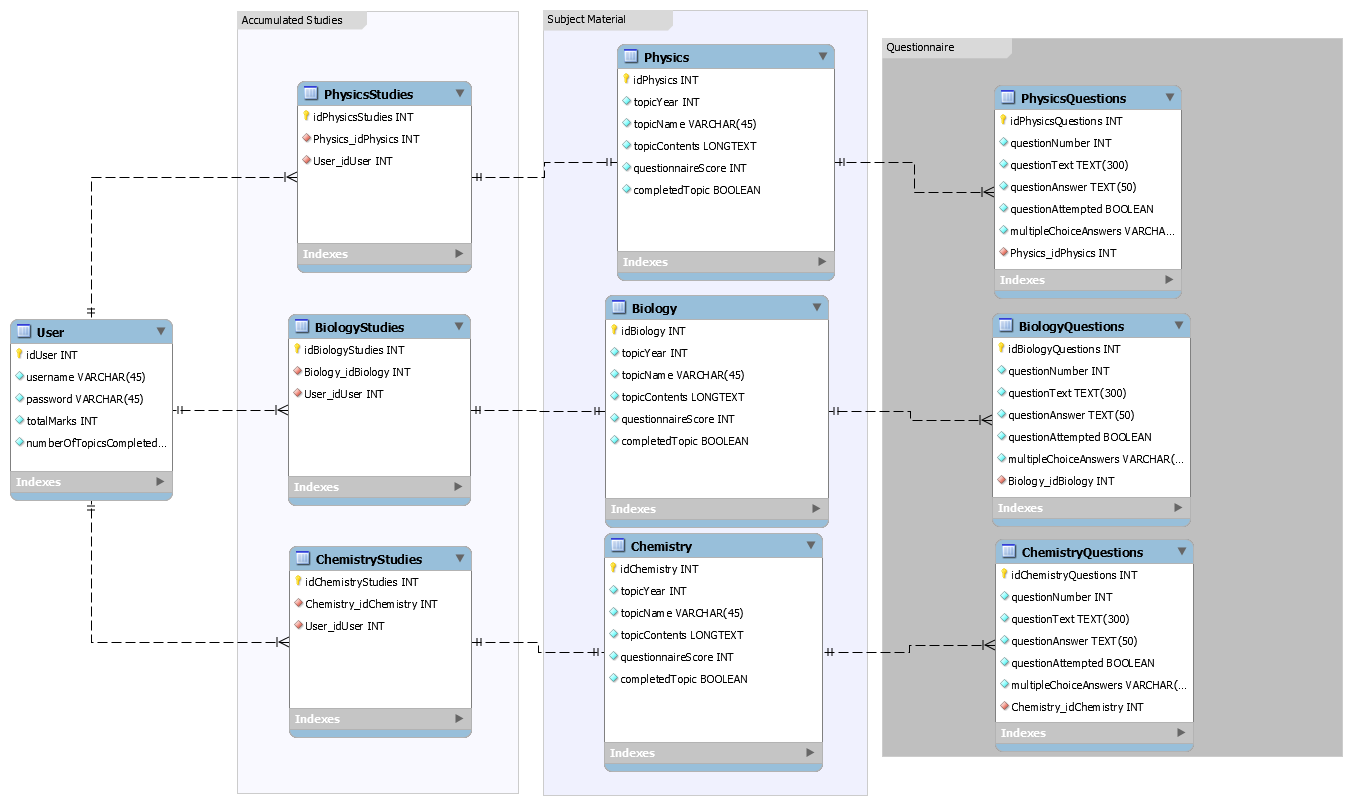 Accumulated Studies
Subject Material
Questionnaire
User
idUser INT
username VARCHAR(45)
password VARCHAR(45)
totalMarks INT
numberOfTopicsCompleted...
Indexes
PhysicsStudies
idPhysicsStudies INT
Physics_idPhysics INT
User_idUser INT
Indexes
BiologyStudies
idBiologyStudies INT
Biology_idBiology INT
User_idUser INT
Indexes
ChemistryStudies
idChemistryStudies INT
Chemistry_idChemistry INT
User_idUser INT
Indexes
Physics
idPhysics INT
topicYear INT
topicName VARCHAR(45)
topicContents LONGTEXT
questionnaireScore INT
completedTopic BOOLEAN
Indexes
Biology
idBiology INT
topicYear INT
topicName VARCHAR(45)
topicContents LONGTEXT
questionnaireScore INT
completedTopic BOOLEAN
Indexes
Chemistry
idChemistry INT
topicYear INT
topicName VARCHAR(45)
topicContents LONGTEXT
questionnaireScore INT
completedTopic BOOLEAN
Indexes
PhysicsQuestions
idPhysicsQuestions INT
questionNumber INT
questionText TEXT(300)
questionAnswer TEXT(50)
questionAttempted BOOLEAN
multipleChoiceAnswers VARCHA...
Physics_idPhysics INT
Indexes
BiologyQuestions
idBiologyQuestions INT
questionNumber INT
questionText TEXT(300)
questionAnswer TEXT(50)
questionAttempted BOOLEAN
multipleChoiceAnswers VARCHAR(...
Biology_idBiology INT
Indexes
ChemistryQuestions
idChemistryQuestions INT
questionNumber INT
questionText TEXT(300)
questionAnswer TEXT(50)
questionAttempted BOOLEAN
multipleChoiceAnswers VARCHAR(...
Chemistry_idChemistry INT
Indexes